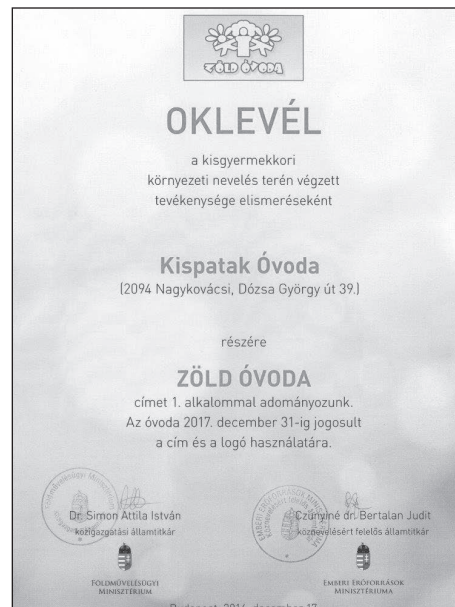 ZÖLD ÓVODA
OKLEVÉL
a kisgyermekkori
környezeti nevelés terén végzett
tevékenysége elismeréseként
Kispatak Óvoda
(2094 Nagykovácsi, Dózsa György út 39.)
részére
ZÖLD ÓVODA
címet 1. alkalommal adományozunk.
Az óvoda 2017. december 31-ig jogosult
a cím és a logó használatára.
Dr. Simon Attila István
közigazgatási államtitkár
Czunyiné dr. Bertalan Judit
köznevelésért felelős államtitkár
FÖLDMŰVELÉSÜGYI
MINISZTÉRIUM
EMBERI ERŐFORRÁSOK
MINISZTÉRIUMA